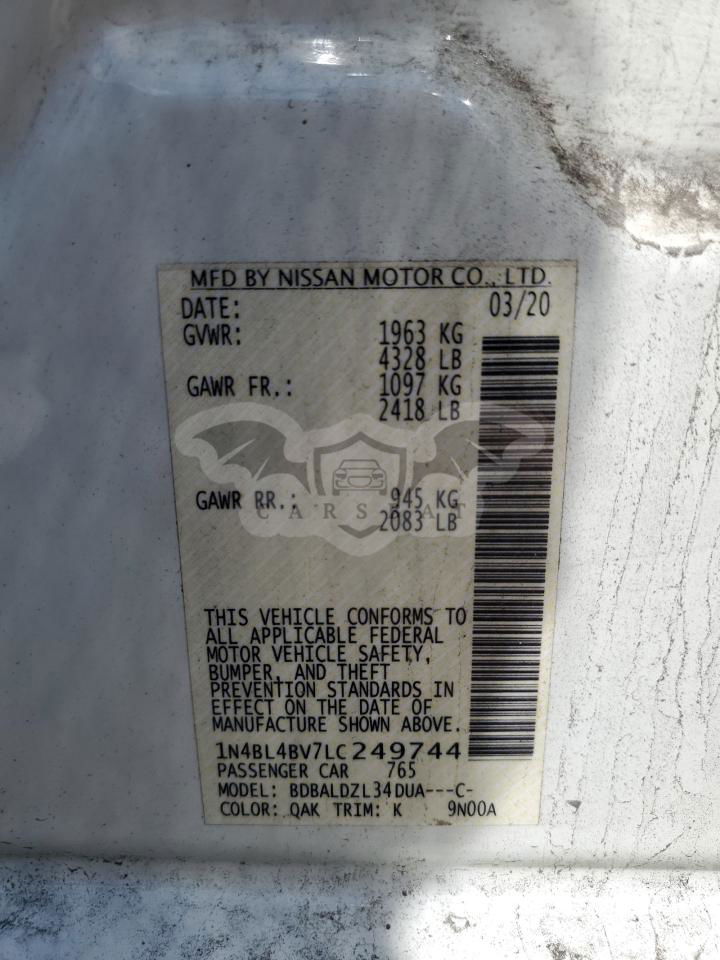 MFD BY NISSAN MOTOR CO., LTD.
DATE: 03/20
GVWR: 1963 KG
4328 LB
GAWR FR.: 1097 KG
2418 LB
GAWR RR.: 945 KG
CARSBAT
2083 LB
THIS VEHICLE CONFORMS TO
ALL APPLICABLE FEDERAL
MOTOR VEHICLE SAFETY,
BUMPER, AND THEFT
PREVENTION STANDARDS IN
EFFECT ON THE DATE OF
MANUFACTURE SHOWN ABOVE.
1N4BL4BV7LC249744
PASSENGER CAR 765
MODEL: BDBALDZL34DUA---C-
COLOR: QAK TRIM: K 9N00A